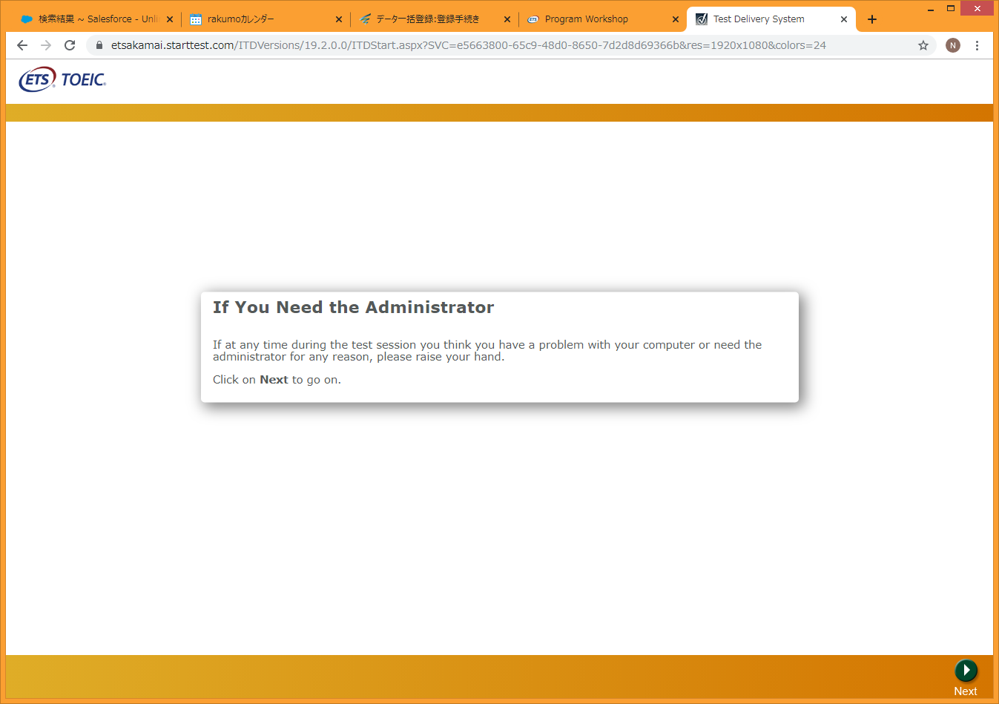 検索結果 ~ Salesforce - Unli
rakumoカレンダー
データ一括登録:登録手続き
ETS
Program Workshop
Test Delivery System
etsakamai.starttest.com/ITDVersions/19.2.0.0/ITDStart.aspx?SVC=e5663800-65c9-48d0-8650-7d2d8d69366b&res=1920x1080&colors=24
N
ETS® TOEIC®
If You Need the Administrator
If at any time during the test session you think you have a problem with your computer or need the
administrator for any reason, please raise your hand.
Click on Next to go on.
Next